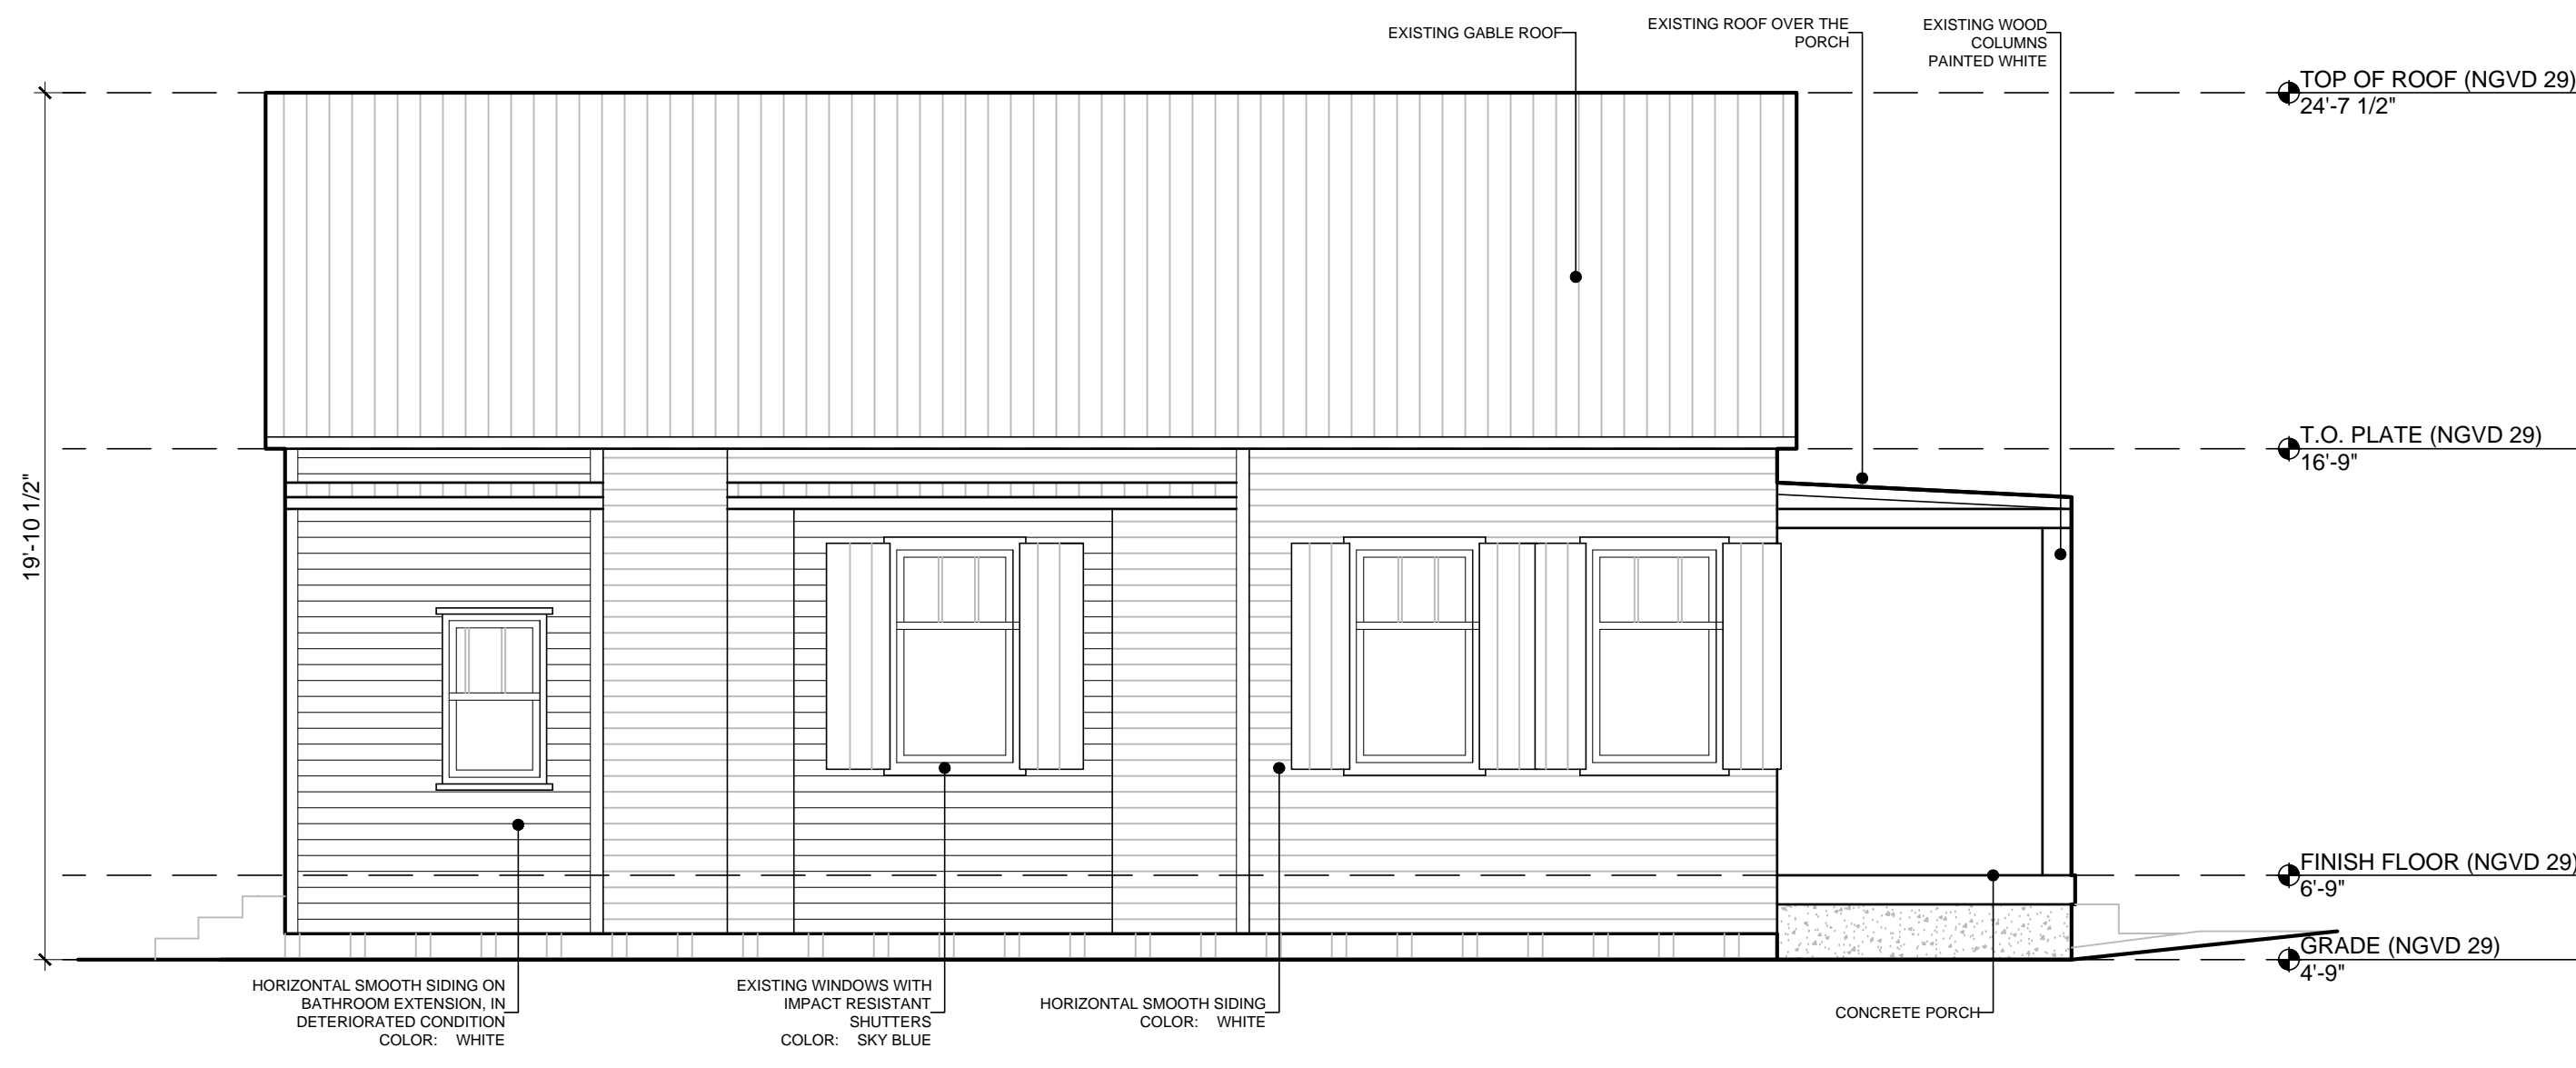 EXISTING GABLE ROOF
EXISTING ROOF OVER THE
PORCH
EXISTING WOOD
COLUMNS
PAINTED WHITE
TOP OF ROOF (NGVD 29)
24'-7 1/2"
T.O. PLATE (NGVD 29)
16'-9"
19'-10 1/2"
FINISH FLOOR (NGVD 29)
6'-9"
GRADE (NGVD 29)
4'-9"
HORIZONTAL SMOOTH SIDING ON
BATHROOM EXTENSION, IN
DETERIORATED CONDITION
COLOR: WHITE
EXISTING WINDOWS WITH
IMPACT RESISTANT
SHUTTERS
COLOR: SKY BLUE
HORIZONTAL SMOOTH SIDING
COLOR: WHITE
CONCRETE PORCH